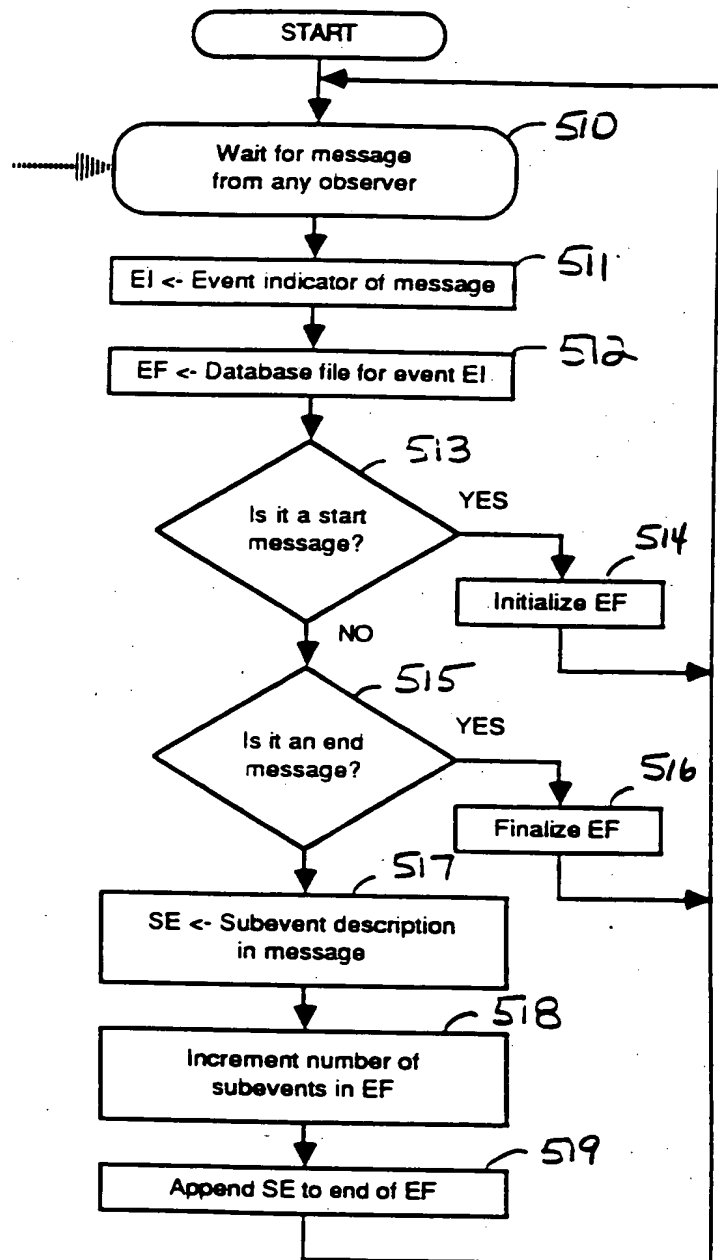 START
510
Wait for message
from any observer
511
EI <- Event indicator of message
512
EF <- Database file for event EI
513
Is it a start
message?
YES
514
Initialize EF
NO
515
Is it an end
message?
YES
516
Finalize EF
517
SE <- Subevent description
in message
518
Increment number of
subevents in EF
519
Append SE to end of EF